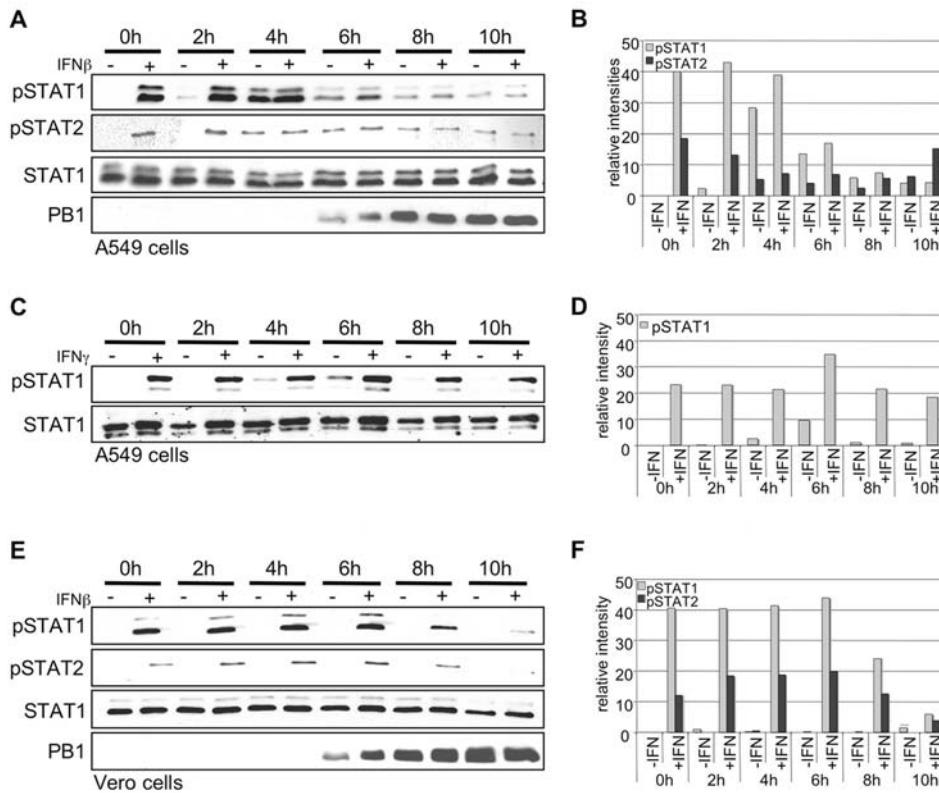 A
0h 2h 4h 6h 8h 10h
IFNβ - + - + - + - + - + - +
pSTAT1
pSTAT2
STAT1
PB1
A549 cells
B
relative intensities
50
40
30
20
10
0
pSTAT1
pSTAT2
-IFN +IFN -IFN +IFN -IFN +IFN -IFN +IFN -IFN +IFN -IFN +IFN
0h 2h 4h 6h 8h 10h
C
0h 2h 4h 6h 8h 10h
IFNγ - + - + - + - + - + - +
pSTAT1
STAT1
A549 cells
D
relative intensity
50
40
30
20
10
0
pSTAT1
-IFN +IFN -IFN +IFN -IFN +IFN -IFN +IFN -IFN +IFN -IFN +IFN
0h 2h 4h 6h 8h 10h
E
0h 2h 4h 6h 8h 10h
IFNβ - + - + - + - + - + - +
pSTAT1
pSTAT2
STAT1
PB1
Vero cells
F
relative intensity
50
40
30
20
10
0
pSTAT1
pSTAT2
-IFN +IFN -IFN +IFN -IFN +IFN -IFN +IFN -IFN +IFN -IFN +IFN
0h 2h 4h 6h 8h 10h